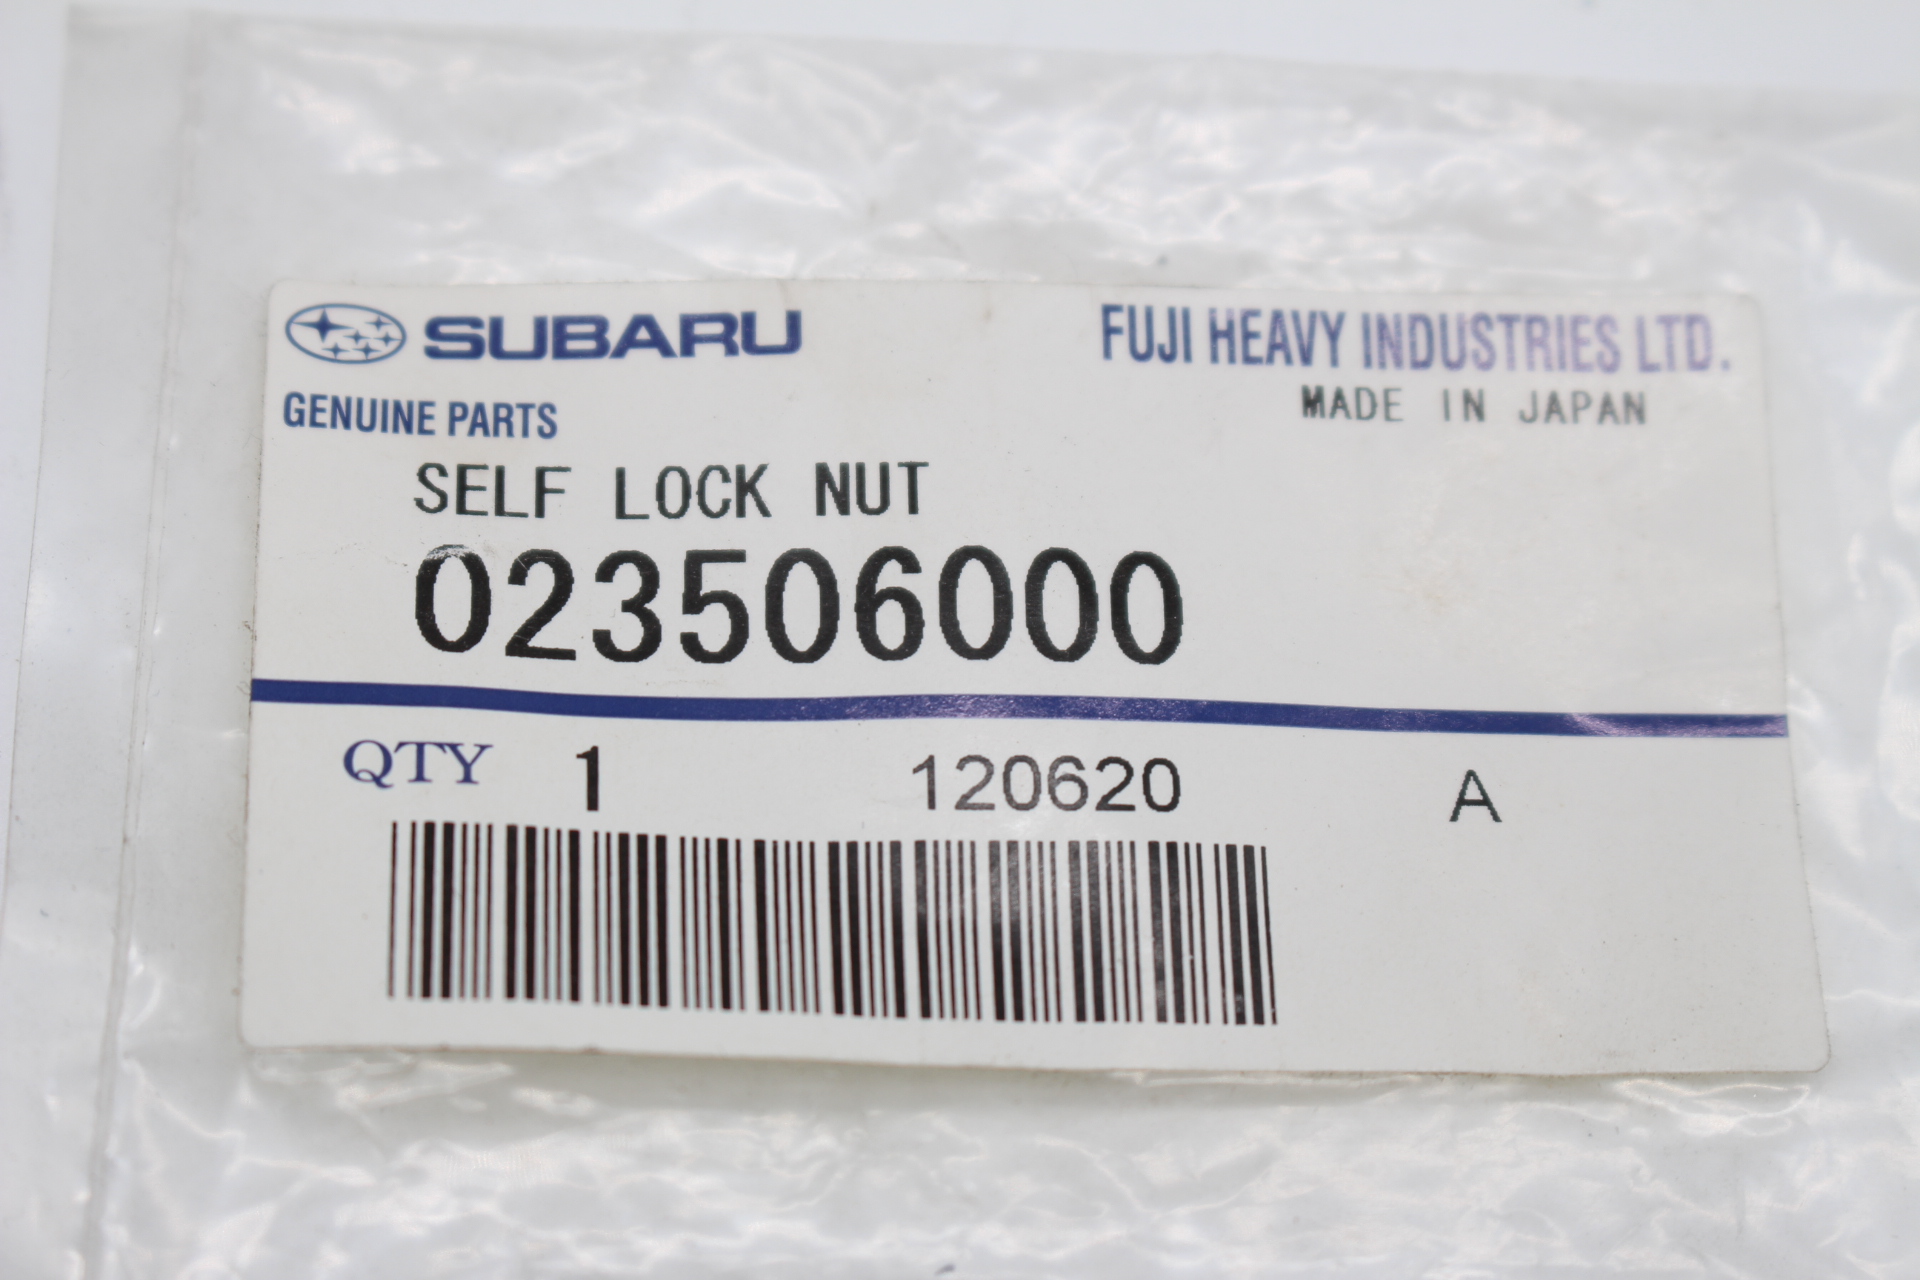 SUBARU
FUJI HEAVY INDUSTRIES LTD.
GENUINE PARTS
MADE IN JAPAN
SELF LOCK NUT
023506000
QTY 1 120620 A